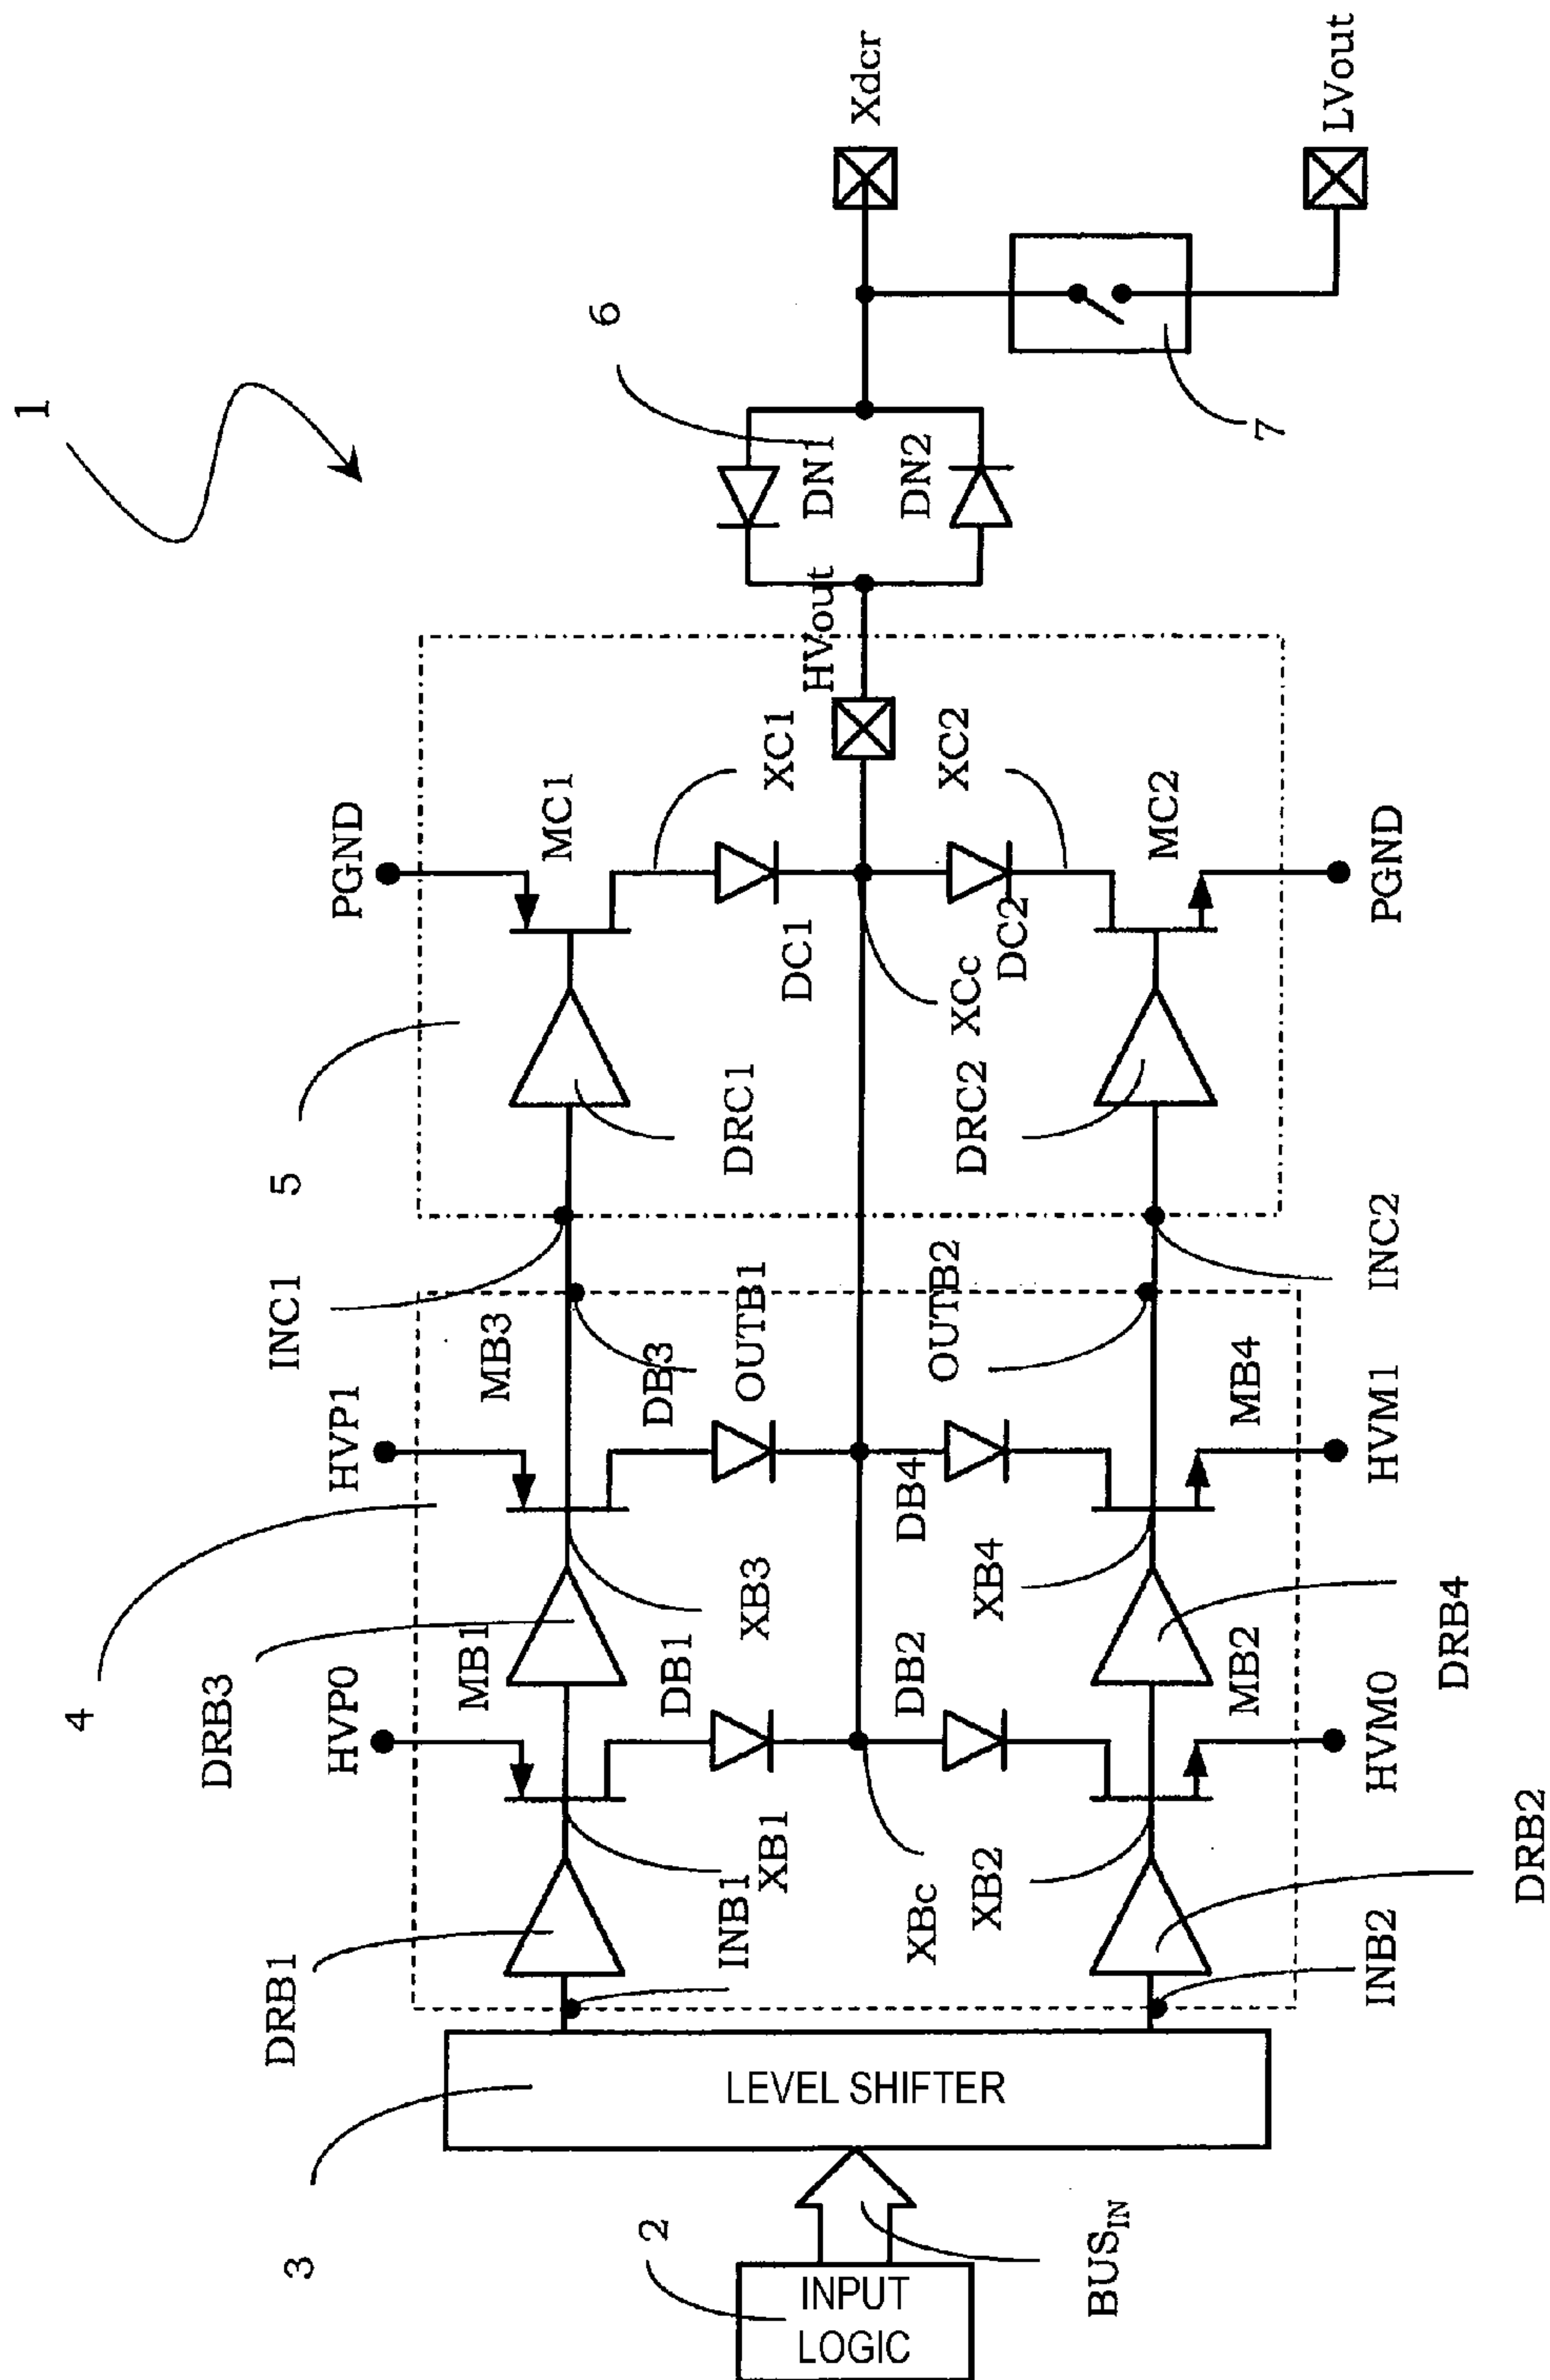 1
4
5
6
7
3
2
INPUT
LOGIC
BUSIN
LEVEL SHIFTER
DRB1
INB1
INB2
DRB2
HVP0
MB1
XB1
DB1
XBc
DB2
XB2
MB2
HVM0
DRB3
XB3
XB4
DRB4
HVP1
MB3
DB3
OUTB1
DB4
OUTB2
MB4
HVM1
INC1
INC2
DRC1
DRC2
PGND
MC1
XC1
DC1
XCc
DC2
XC2
MC2
PGND
HVout
DN1
DN2
Xdcr
LVout